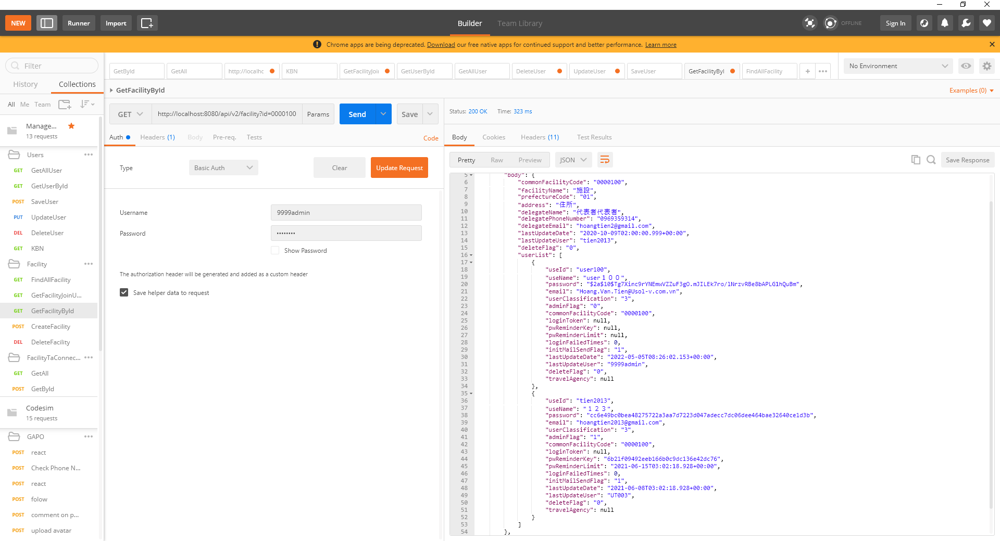 NEW
Runner
Import
Builder
Team Library
OFFLINE
Sign In
Chrome apps are being deprecated. Download our free native apps for continued support and better performance. Learn more
Filter
History
Collections
All Me Team
Manage...
13 requests
Users
GET GetAllUser
GET GetUserById
POST SaveUser
PUT UpdateUser
DEL DeleteUser
GET KBN
Facility
GET FindAllFacility
GET GetFacilityJoinU...
GET GetFacilityById
POST CreateFacility
DEL DeleteFacility
FacilityTaConnec...
GET GetAll
POST GetById
Codesim
15 requests
GAPO
POST react
POST Check Phone N...
POST react
POST folow
POST comment on p...
POST upload avatar
GetById
GetAll
http://localhc
KBN
GetFacilityJoin
GetUserById
GetAllUser
DeleteUser
UpdateUser
SaveUser
GetFacilityByI
FindAllFacility
No Environment
GetFacilityById
Examples (0)
GET
http://localhost:8080/api/v2/facility?id=0000100
Params
Send
Save
Auth
Headers (1)
Body
Pre-req.
Tests
Code
Type
Basic Auth
Clear
Update Request
Username
9999admin
Password
••••••••
Show Password
The authorization header will be generated and added as a custom header
Save helper data to request
Status: 200 OK Time: 323 ms
Body
Cookies
Headers (11)
Test Results
Pretty
Raw
Preview
JSON
Save Response
5 "body": {
6 "commonFacilityCode": "0000100",
7 "facilityName": "施設",
8 "prefectureCode": "01",
9 "address": "住所",
10 "delegateName": "代表者代表者",
11 "delegatePhoneNumber": "0969359314",
12 "delegateEmail": "hoangtien2@gmail.com",
13 "lastUpdateDate": "2020-10-09T02:00:00.999+00:00",
14 "lastUpdateUser": "tien2013",
15 "deleteFlag": "0",
16 "userList": [
17 {
18 "useId": "user100",
19 "useName": "user１００",
20 "password": "$2a$10$Tg7Xinc9rYNEmwVZZuF3gO.mJILEk7ro/lNrzvRBe8bAPLG1hQuBm",
21 "email": "Hoang.Van.Tien@Usol-v.com.vn",
22 "userClassification": "3",
23 "adminFlag": "0",
24 "commonFacilityCode": "0000100",
25 "loginToken": null,
26 "pwReminderKey": null,
27 "pwReminderLimit": null,
28 "loginFailedTimes": 0,
29 "initMailSendFlag": "1",
30 "lastUpdateDate": "2022-05-05T08:26:02.153+00:00",
31 "lastUpdateUser": "9999admin",
32 "deleteFlag": "0",
33 "travelAgency": null
34 },
35 {
36 "useId": "tien2013",
37 "useName": "１２３",
38 "password": "cc6e49bc0bea48275722a3aa7d7223d047adecc7dc06dee464bae32640ce1d3b",
39 "email": "hoangtien2013@gmail.com",
40 "userClassification": "3",
41 "adminFlag": "1",
42 "commonFacilityCode": "0000100",
43 "loginToken": null,
44 "pwReminderKey": "6b21f09492eeb166b0c9dc136e42dc76",
45 "pwReminderLimit": "2021-06-15T03:02:18.928+00:00",
46 "loginFailedTimes": 0,
47 "initMailSendFlag": "1",
48 "lastUpdateDate": "2021-06-08T03:02:18.928+00:00",
49 "lastUpdateUser": "UT003",
50 "deleteFlag": "0",
51 "travelAgency": null
52 }
53 ]
54 },